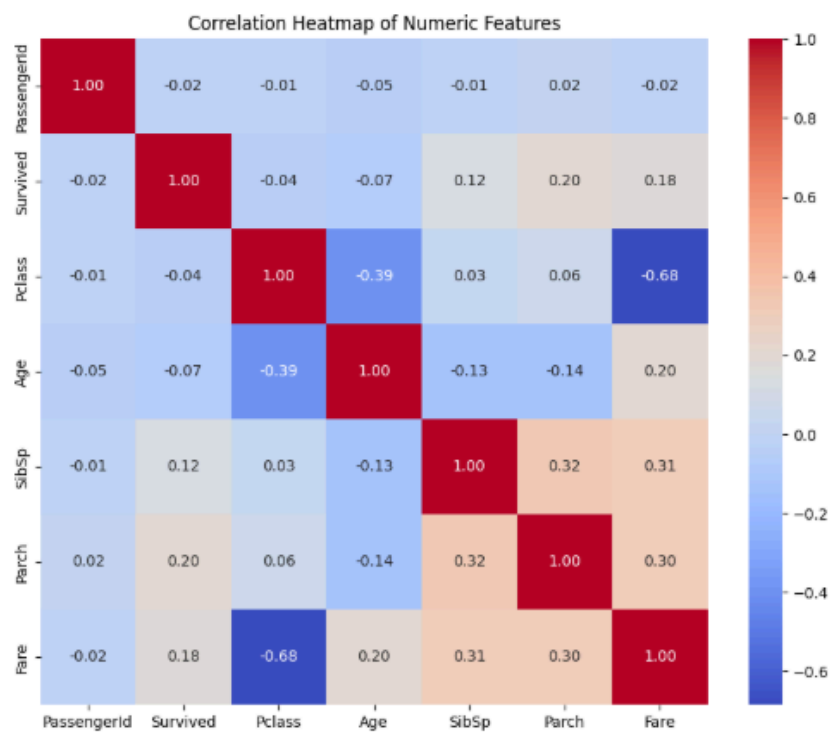 Correlation Heatmap of Numeric Features
PassengerId 1.00 -0.02 -0.01 -0.05 -0.01 0.02 -0.02
Survived -0.02 1.00 -0.04 -0.07 0.12 0.20 0.18
Pclass -0.01 -0.04 1.00 -0.39 0.03 0.06 -0.68
Age -0.05 -0.07 -0.39 1.00 -0.13 -0.14 0.20
SibSp -0.01 0.12 0.03 -0.13 1.00 0.32 0.31
Parch 0.02 0.20 0.06 -0.14 0.32 1.00 0.30
Fare -0.02 0.18 -0.68 0.20 0.31 0.30 1.00
PassengerId Survived Pclass Age SibSp Parch Fare
1.0
0.8
0.6
0.4
0.2
0.0
−0.2
−0.4
−0.6